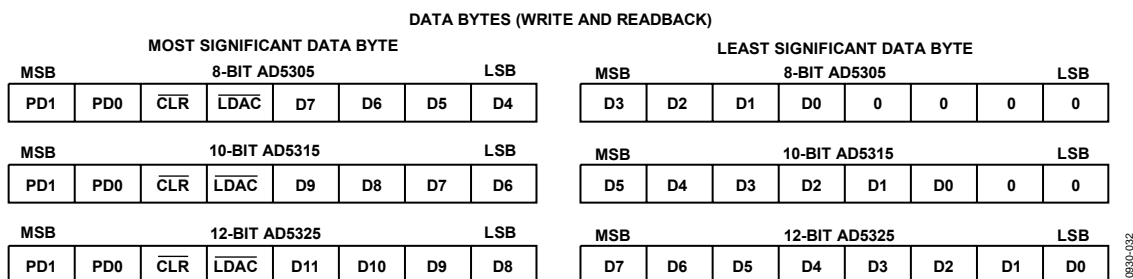 DATA BYTES (WRITE AND READBACK)
MOST SIGNIFICANT DATA BYTE
LEAST SIGNIFICANT DATA BYTE
MSB 8-BIT AD5305 LSB
PD1 PD0 CLR LDAC D7 D6 D5 D4
MSB 8-BIT AD5305 LSB
D3 D2 D1 D0 0 0 0 0
MSB 10-BIT AD5315 LSB
PD1 PD0 CLR LDAC D9 D8 D7 D6
MSB 10-BIT AD5315 LSB
D5 D4 D3 D2 D1 D0 0 0
MSB 12-BIT AD5325 LSB
PD1 PD0 CLR LDAC D11 D10 D9 D8
MSB 12-BIT AD5325 LSB
D7 D6 D5 D4 D3 D2 D1 D0
0930-032